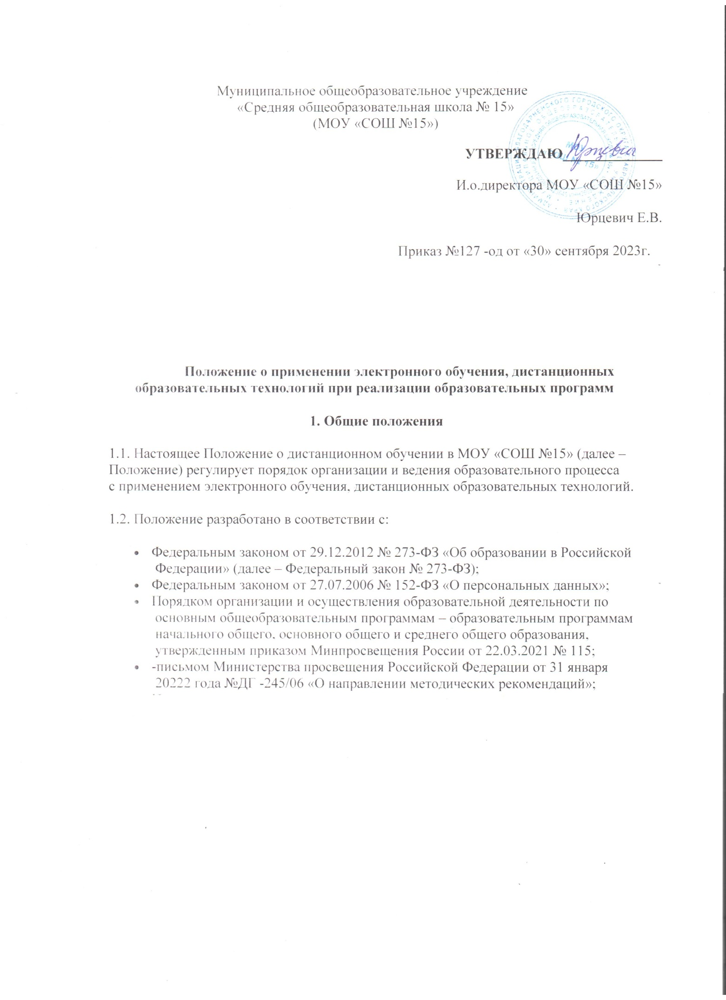 Муниципальное общеобразовательное учреждение
«Средняя общеобразовательная школа № 15»
(МОУ «СОШ №15»)
УТВЕРЖДАЮ
Юрцевич
МОУ
«СОШ № 15»
И.о.директора МОУ «СОШ №15»
Юрцевич Е.В.
Приказ №127 -од от «30» сентября 2023г.
Положение о применении электронного обучения, дистанционных
образовательных технологий при реализации образовательных программ
1. Общие положения
1.1. Настоящее Положение о дистанционном обучении в МОУ «СОШ №15» (далее –
Положение) регулирует порядок организации и ведения образовательного процесса
с применением электронного обучения, дистанционных образовательных технологий.
1.2. Положение разработано в соответствии с:
• Федеральным законом от 29.12.2012 № 273-ФЗ «Об образовании в Российской
Федерации» (далее – Федеральный закон № 273-ФЗ);
• Федеральным законом от 27.07.2006 № 152-ФЗ «О персональных данных»;
• Порядком организации и осуществления образовательной деятельности по
основным общеобразовательным программам – образовательным программам
начального общего, основного общего и среднего общего образования,
утвержденным приказом Минпросвещения России от 22.03.2021 № 115;
• -письмом Министерства просвещения Российской Федерации от 31 января
20222 года №ДГ -245/06 «О направлении методических рекомендаций»;